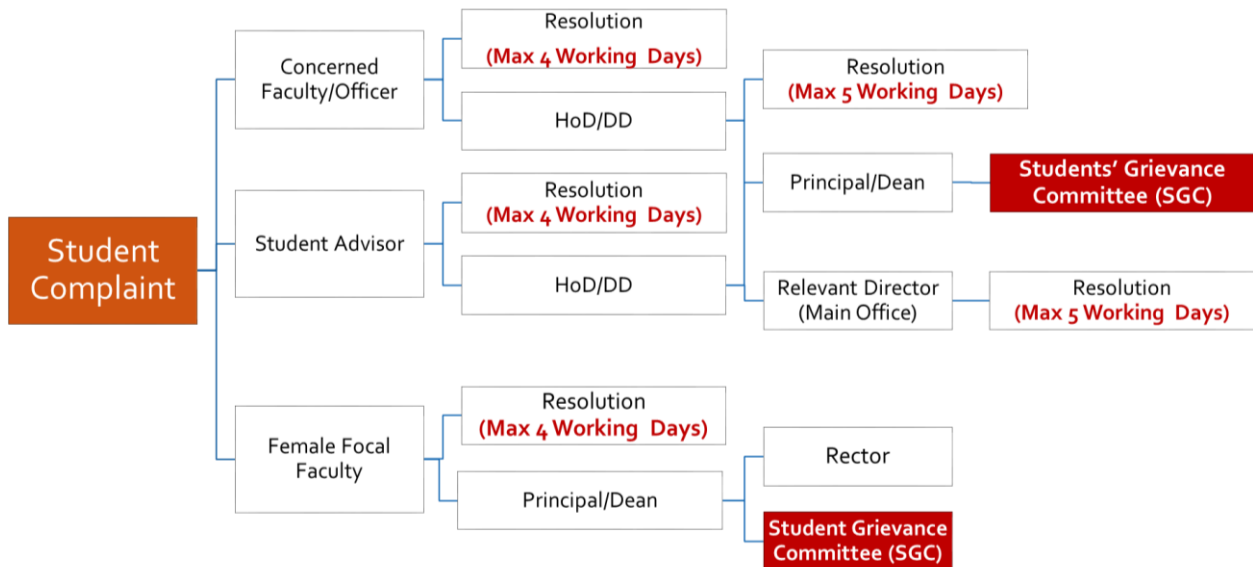 Student
Complaint
Concerned
Faculty/Officer
Resolution
(Max 4 Working Days)
HoD/DD
Student Advisor
Resolution
(Max 4 Working Days)
HoD/DD
Resolution
(Max 5 Working Days)
Principal/Dean
Students’ Grievance
Committee (SGC)
Relevant Director
(Main Office)
Resolution
(Max 5 Working Days)
Female Focal
Faculty
Resolution
(Max 4 Working Days)
Principal/Dean
Rector
Student Grievance
Committee (SGC)